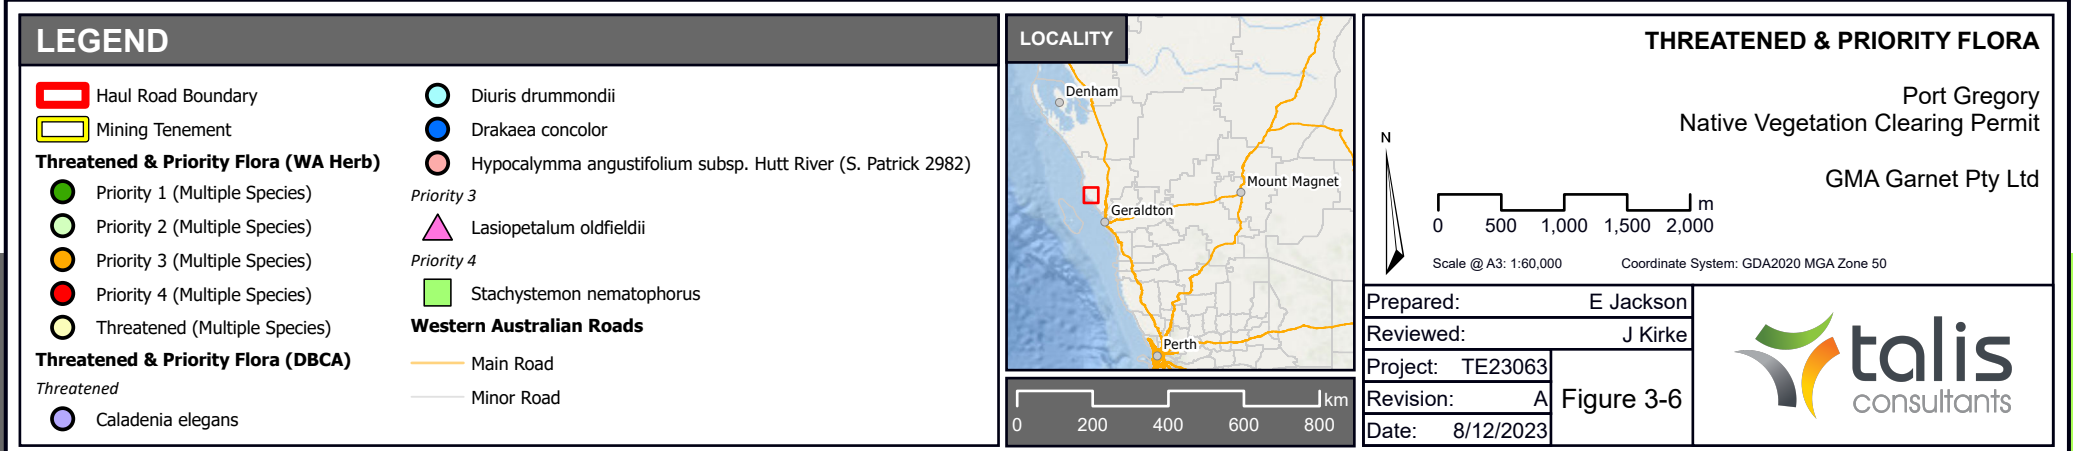 LEGEND
Haul Road Boundary
Mining Tenement
Threatened & Priority Flora (WA Herb)
Priority 1 (Multiple Species)
Priority 2 (Multiple Species)
Priority 3 (Multiple Species)
Priority 4 (Multiple Species)
Threatened (Multiple Species)
Threatened & Priority Flora (DBCA)
Threatened
Caladenia elegans
Diuris drummondii
Drakaea concolor
Hypocalymma angustifolium subsp. Hutt River (S. Patrick 2982)
Priority 3
Lasiopetalum oldfieldii
Priority 4
Stachystemon nematophorus
Western Australian Roads
Main Road
Minor Road
LOCALITY
Denham
Mount Magnet
Geraldton
Perth
km
0 200 400 600 800
THREATENED & PRIORITY FLORA
Port Gregory
Native Vegetation Clearing Permit
GMA Garnet Pty Ltd
N
m
0 500 1,000 1,500 2,000
Scale @ A3: 1:60,000 Coordinate System: GDA2020 MGA Zone 50
Prepared: E Jackson
Reviewed: J Kirke
Project: TE23063
Revision: A
Date: 8/12/2023
Figure 3-6
talis
consultants